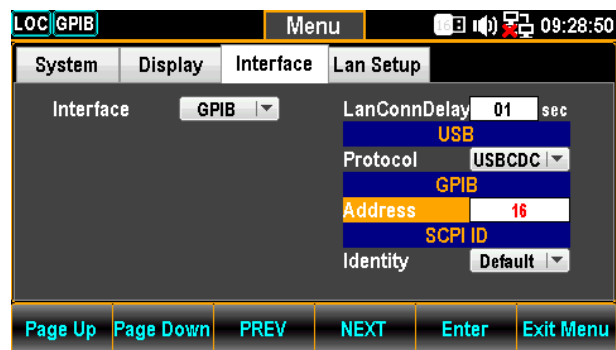 LOC GPIB Menu 16 09:28:50
System Display Interface Lan Setup
Interface GPIB LanConnDelay 01 sec
USB
Protocol USBCDC
GPIB
Address 16
SCPI ID
Identity Default
Page Up Page Down PREV NEXT Enter Exit Menu